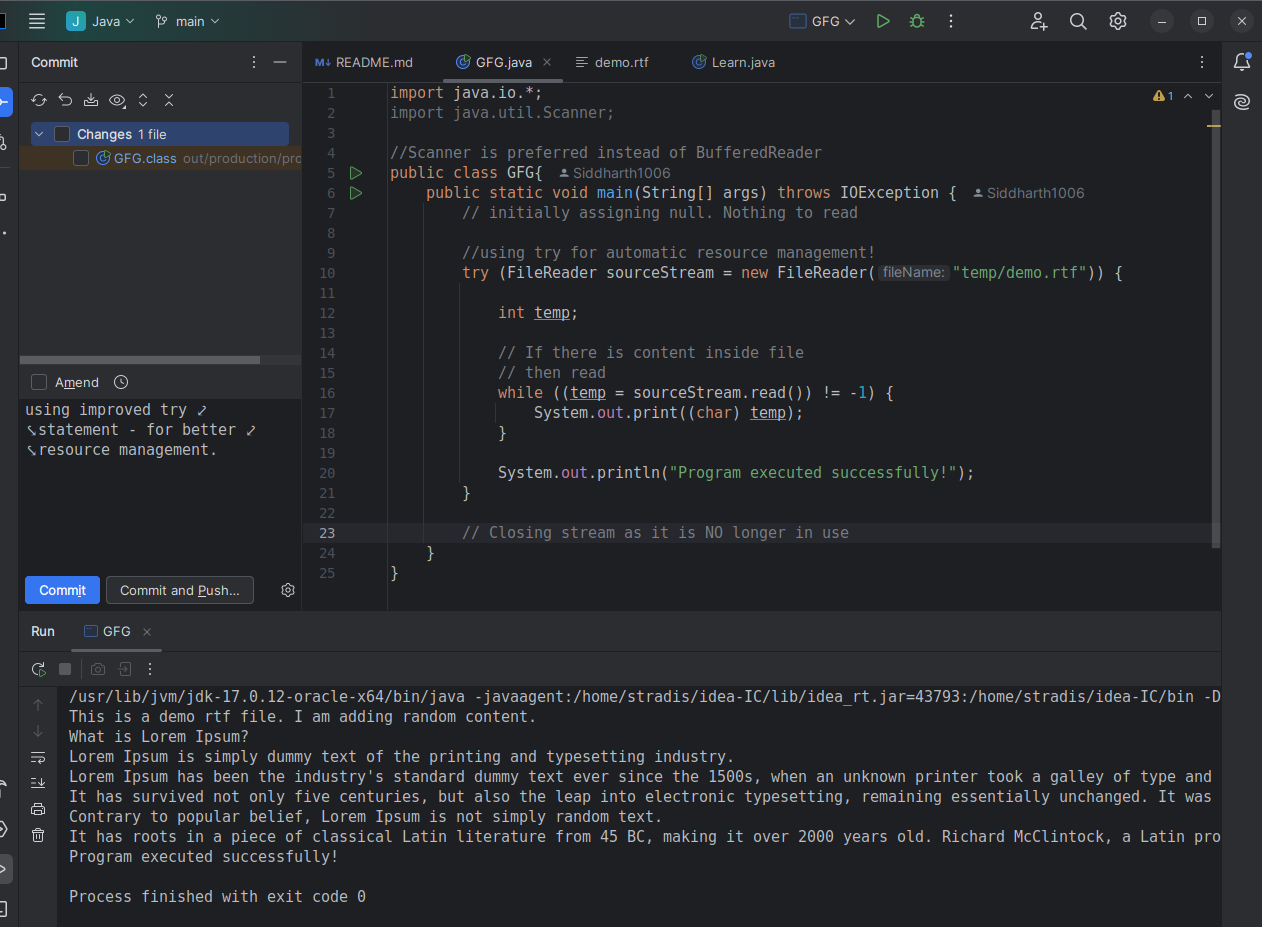 J Java main GFG
Commit
Changes 1 file
GFG.class out/production/pro
Amend
using improved try
statement - for better
resource management.
Commit Commit and Push...
M↓ README.md GFG.java demo.rtf Learn.java
1 import java.io.*;
2 import java.util.Scanner;
3
4 //Scanner is preferred instead of BufferedReader
5 public class GFG{ Siddharth1006
6 public static void main(String[] args) throws IOException { Siddharth1006
7 // initially assigning null. Nothing to read
8
9 //using try for automatic resource management!
10 try (FileReader sourceStream = new FileReader( fileName: "temp/demo.rtf")) {
11
12 int temp;
13
14 // If there is content inside file
15 // then read
16 while ((temp = sourceStream.read()) != -1) {
17 System.out.print((char) temp);
18 }
19
20 System.out.println("Program executed successfully!");
21 }
22
23 // Closing stream as it is NO longer in use
24 }
25 }
1
Run GFG
/usr/lib/jvm/jdk-17.0.12-oracle-x64/bin/java -javaagent:/home/stradis/idea-IC/lib/idea_rt.jar=43793:/home/stradis/idea-IC/bin -D
This is a demo rtf file. I am adding random content.
What is Lorem Ipsum?
Lorem Ipsum is simply dummy text of the printing and typesetting industry.
Lorem Ipsum has been the industry's standard dummy text ever since the 1500s, when an unknown printer took a galley of type and
It has survived not only five centuries, but also the leap into electronic typesetting, remaining essentially unchanged. It was
Contrary to popular belief, Lorem Ipsum is not simply random text.
It has roots in a piece of classical Latin literature from 45 BC, making it over 2000 years old. Richard McClintock, a Latin pro
Program executed successfully!
Process finished with exit code 0